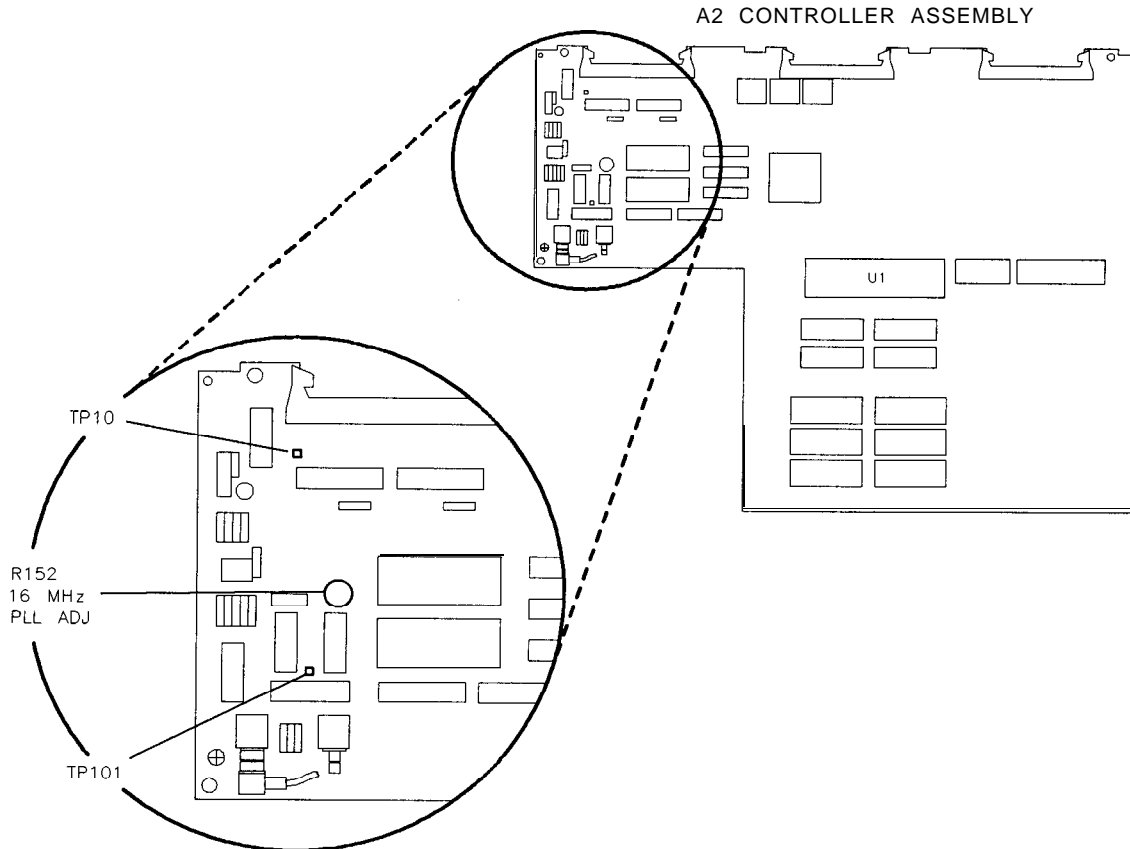 A2 CONTROLLER ASSEMBLY
U1
TP10
R152
16 MHz
PLL ADJ
TP101